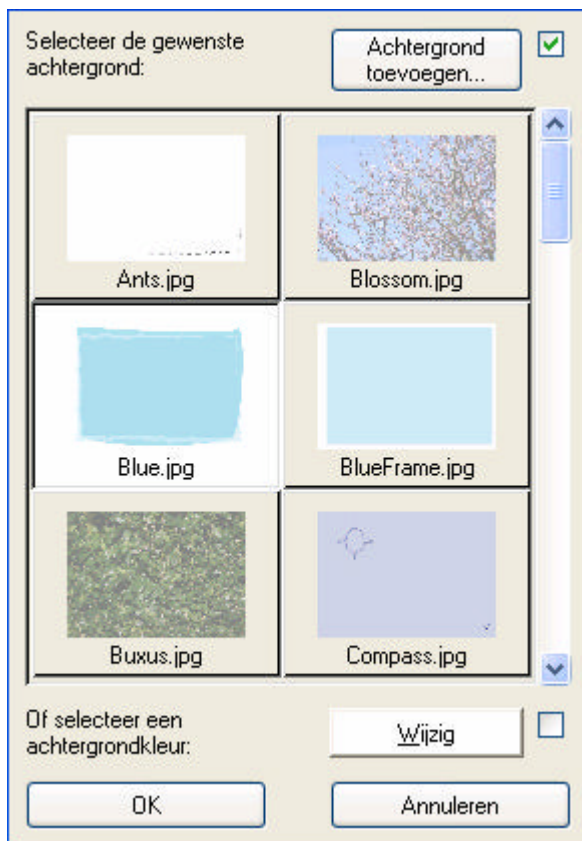 Selecteer de gewenste
achtergrond:
Achtergrond
toevoegen...
Ants.jpg
Blossom.jpg
Blue.jpg
BlueFrame.jpg
Buxus.jpg
Compass.jpg
Of selecteer een
achtergrondkleur:
Wijzig
OK
Annuleren